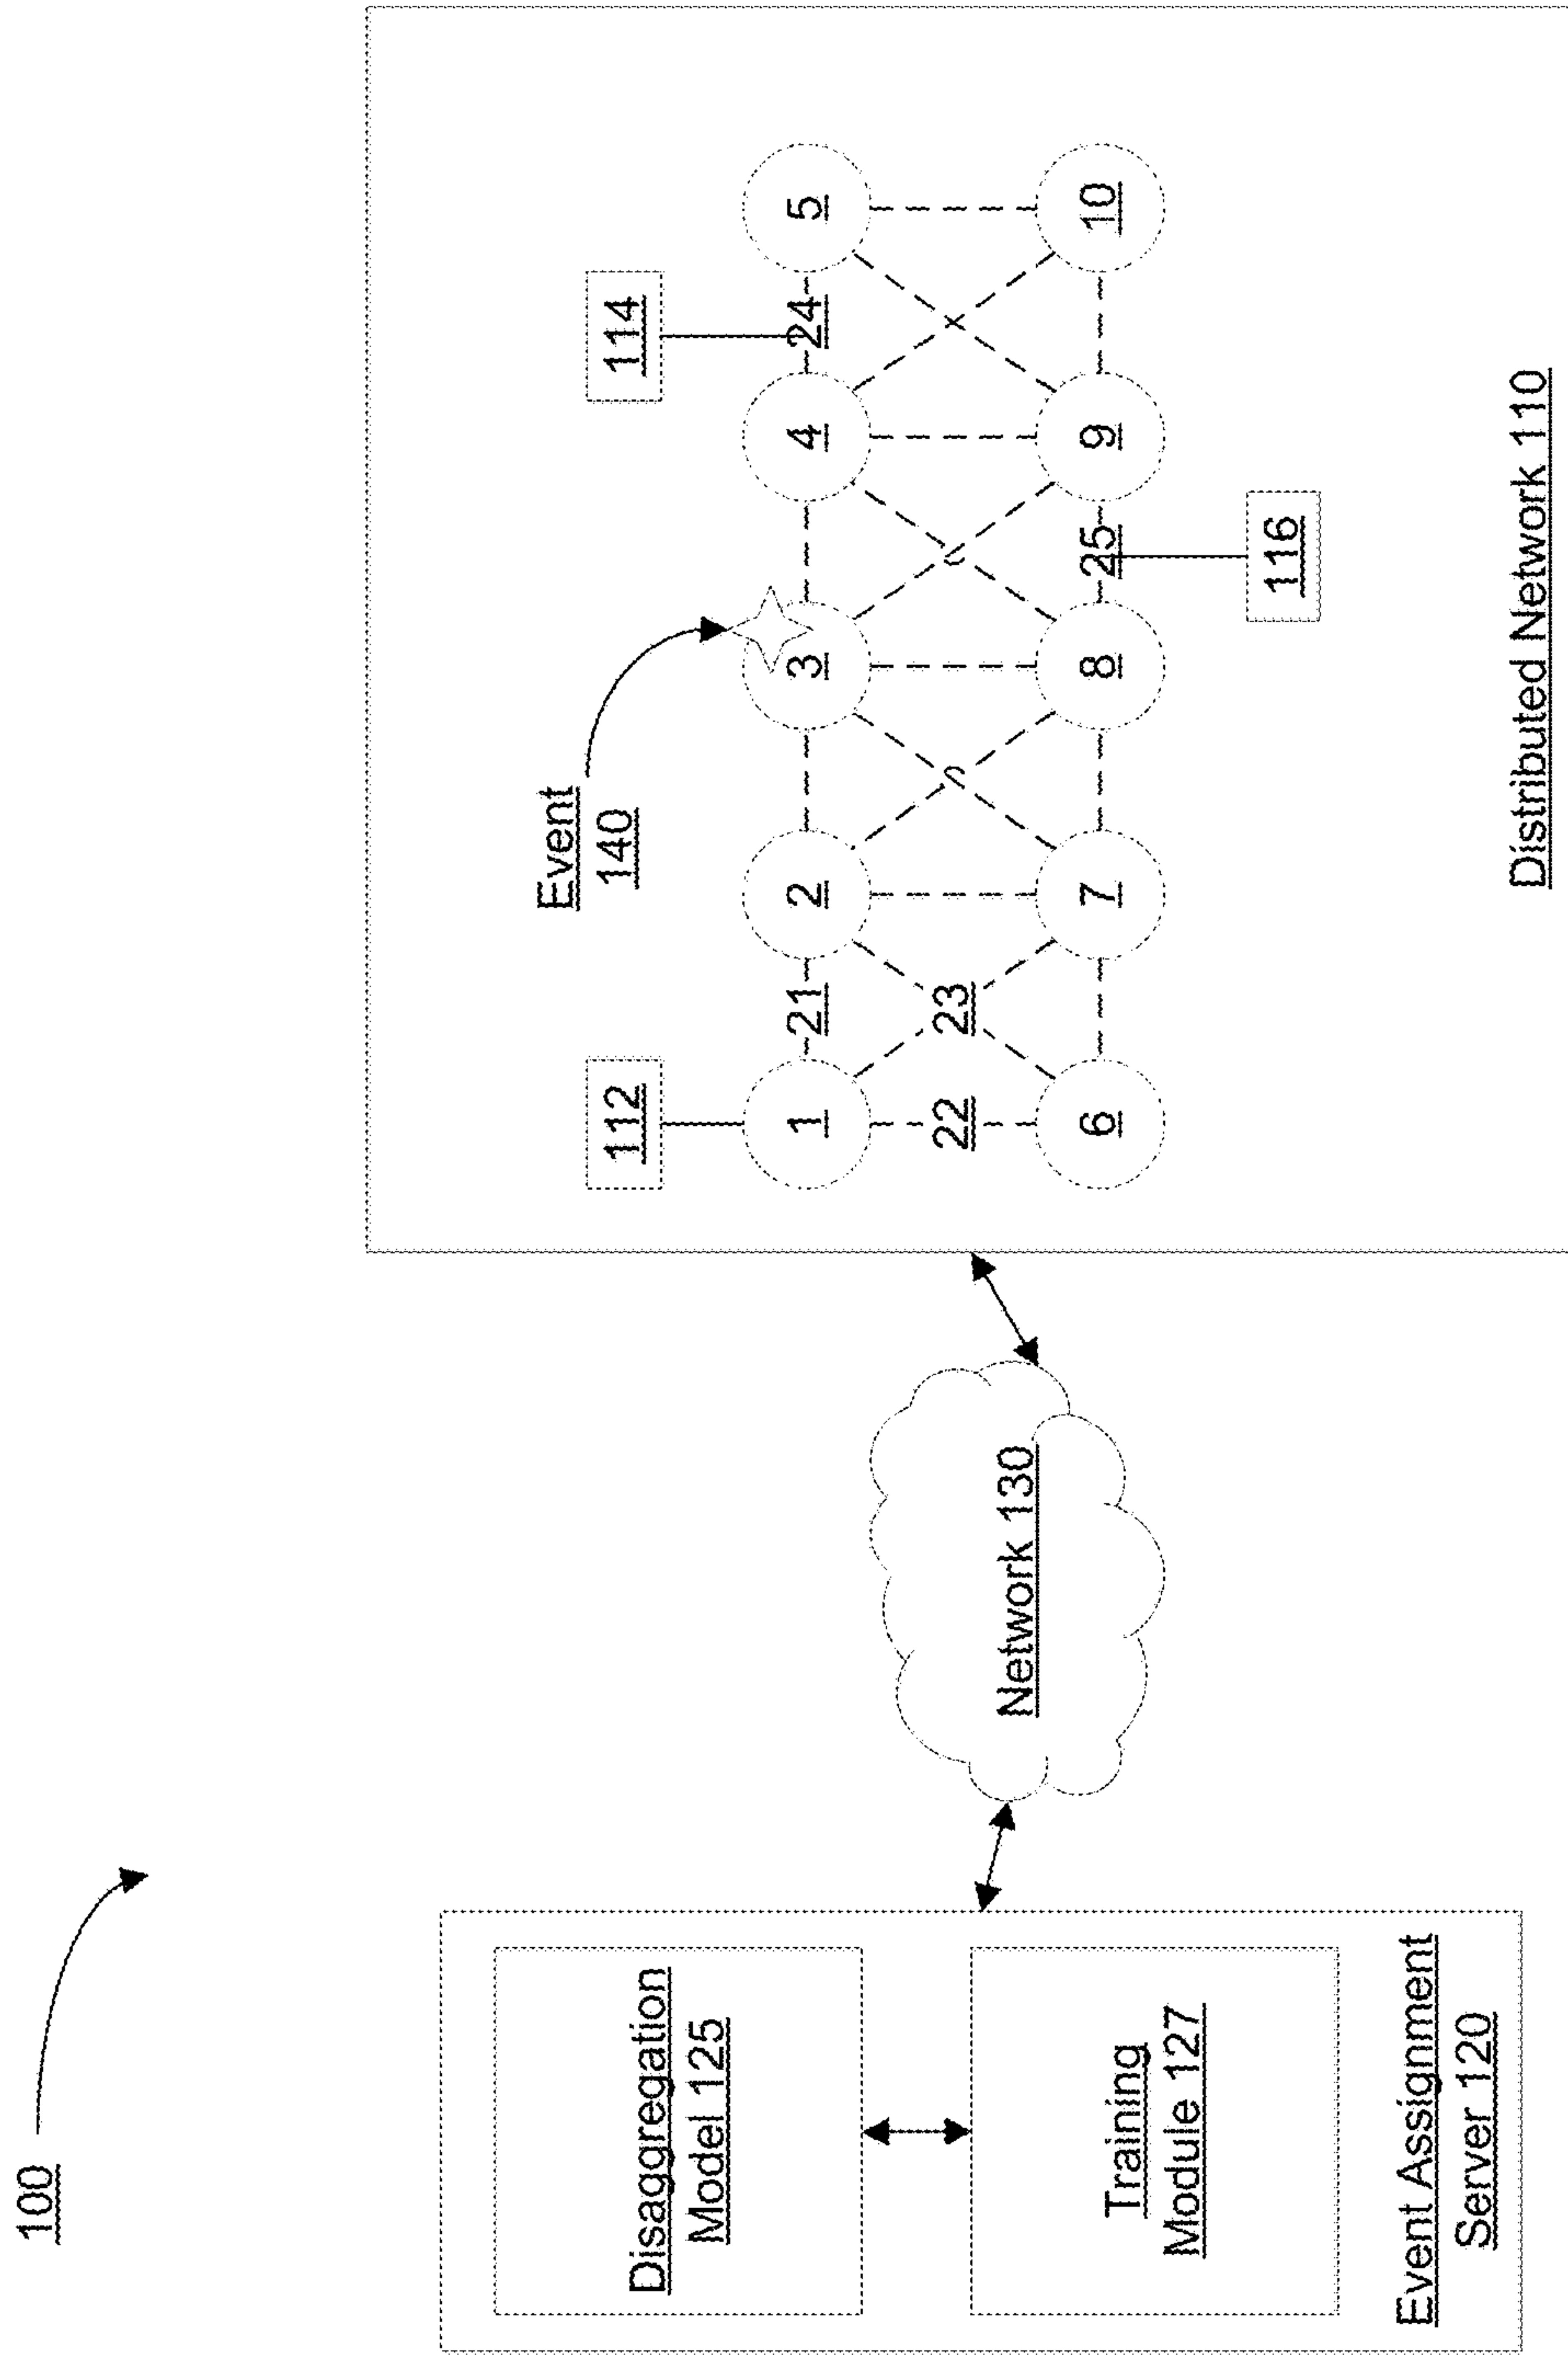 100
Disaggregation
Model 125
Training
Module 127
Event Assignment
Server 120
Network 130
Event
140
112
114
1
21
2
3
4
24
5
22
23
6
7
8
25
9
10
116
Distributed Network 110